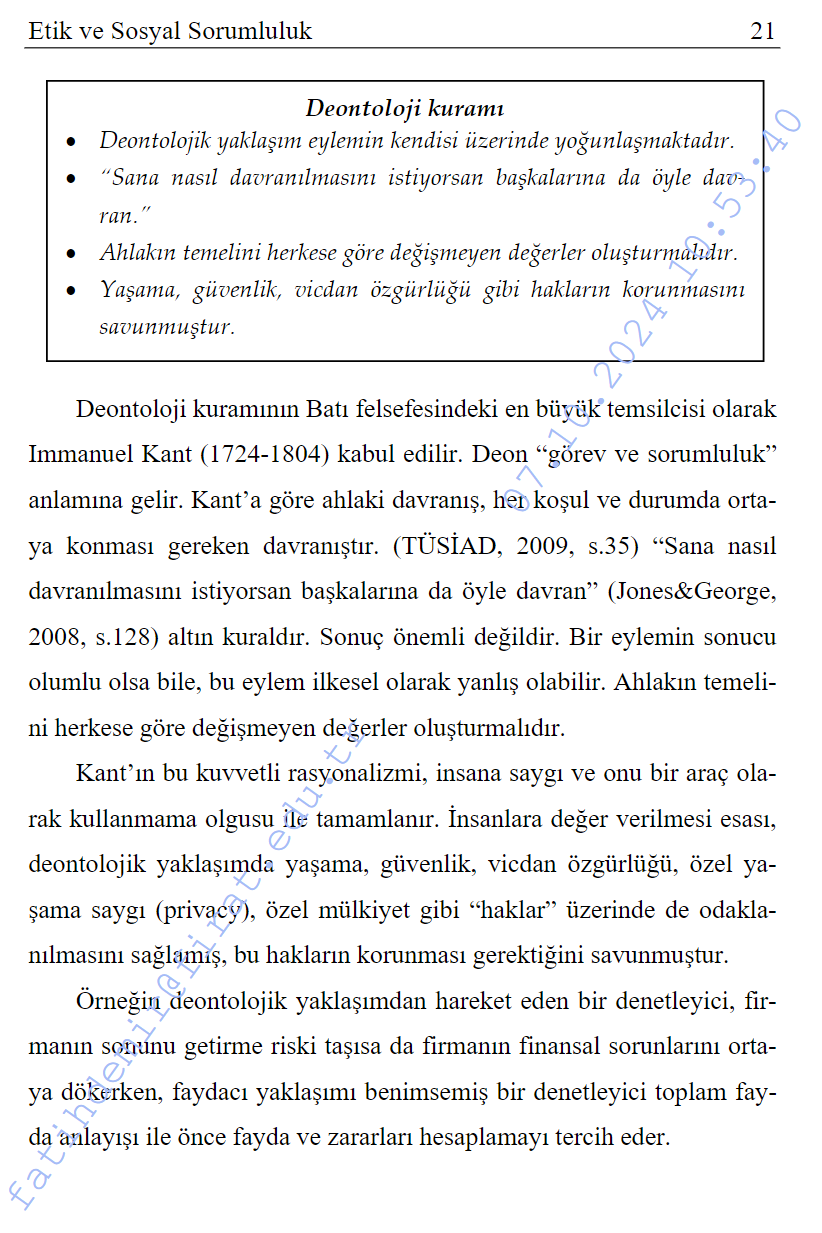 Etik ve Sosyal Sorumluluk 21
Deontoloji kuramı
• Deontolojik yaklaşım eylemin kendisi üzerinde yoğunlaşmaktadır.
• “Sana nasıl davranılmasını istiyorsan başkalarına da öyle dav-
ran.”
• Ahlakın temelini herkese göre değişmeyen değerler oluşturmalıdır.
• Yaşama, güvenlik, vicdan özgürlüğü gibi hakların korunmasını
savunmuştur.
Deontoloji kuramının Batı felsefesindeki en büyük temsilcisi olarak
Immanuel Kant (1724-1804) kabul edilir. Deon “görev ve sorumluluk”
anlamına gelir. Kant’a göre ahlaki davranış, her koşul ve durumda orta-
ya konması gereken davranıştır. (TÜSİAD, 2009, s.35) “Sana nasıl
davranılmasını istiyorsan başkalarına da öyle davran” (Jones&George,
2008, s.128) altın kuraldır. Sonuç önemli değildir. Bir eylemin sonucu
olumlu olsa bile, bu eylem ilkesel olarak yanlış olabilir. Ahlakın temeli-
ni herkese göre değişmeyen değerler oluşturmalıdır.
Kant’ın bu kuvvetli rasyonalizmi, insana saygı ve onu bir araç ola-
rak kullanmama olgusu ile tamamlanır. İnsanlara değer verilmesi esası,
deontolojik yaklaşımda yaşama, güvenlik, vicdan özgürlüğü, özel ya-
şama saygı (privacy), özel mülkiyet gibi “haklar” üzerinde de odakla-
nılmasını sağlamış, bu hakların korunması gerektiğini savunmuştur.
Örneğin deontolojik yaklaşımdan hareket eden bir denetleyici, fir-
manın sonunu getirme riski taşısa da firmanın finansal sorunlarını orta-
ya dökerken, faydacı yaklaşımı benimsemiş bir denetleyici toplam fay-
da anlayışı ile önce fayda ve zararları hesaplamayı tercih eder.
fatihdemir@firat.edu.tr 07.10.2024 10:53:40